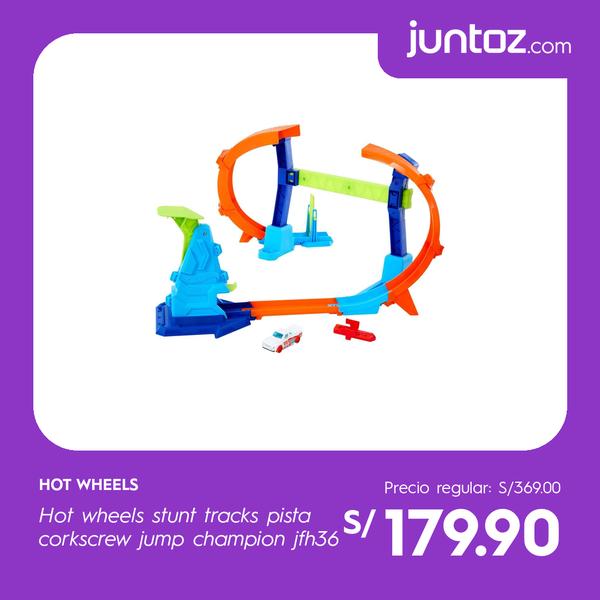 juntoz.com
HOT WHEELS
Hot wheels stunt tracks pista
corkscrew jump champion jfh36
Precio regular: S/369.00
S/ 179.90